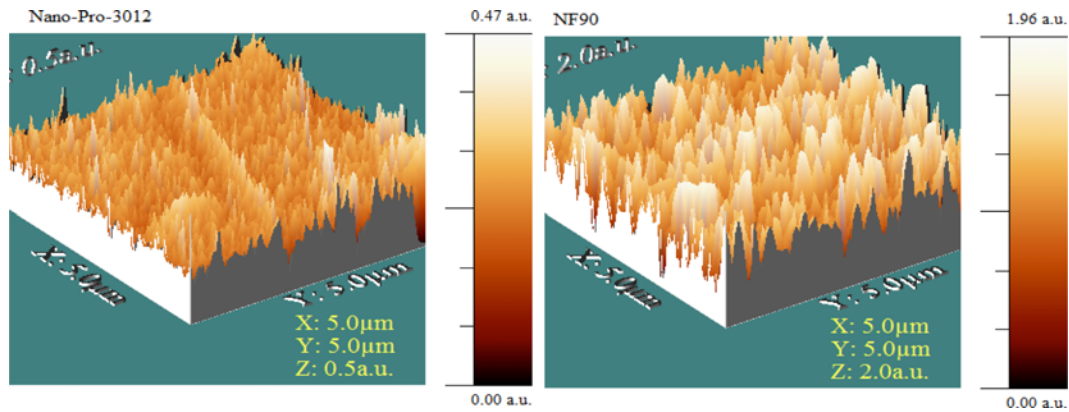 Nano-Pro-3012
0.47 a.u.
: 0.5a.u.
X: 5.0µm
Y: 5.0µm
X: 5.0µm
Y: 5.0µm
Z: 0.5a.u.
0.00 a.u.
NF90
1.96 a.u.
: 2.0a.u.
X: 5.0µm
Y: 5.0µm
X: 5.0µm
Y: 5.0µm
Z: 2.0a.u.
0.00 a.u.